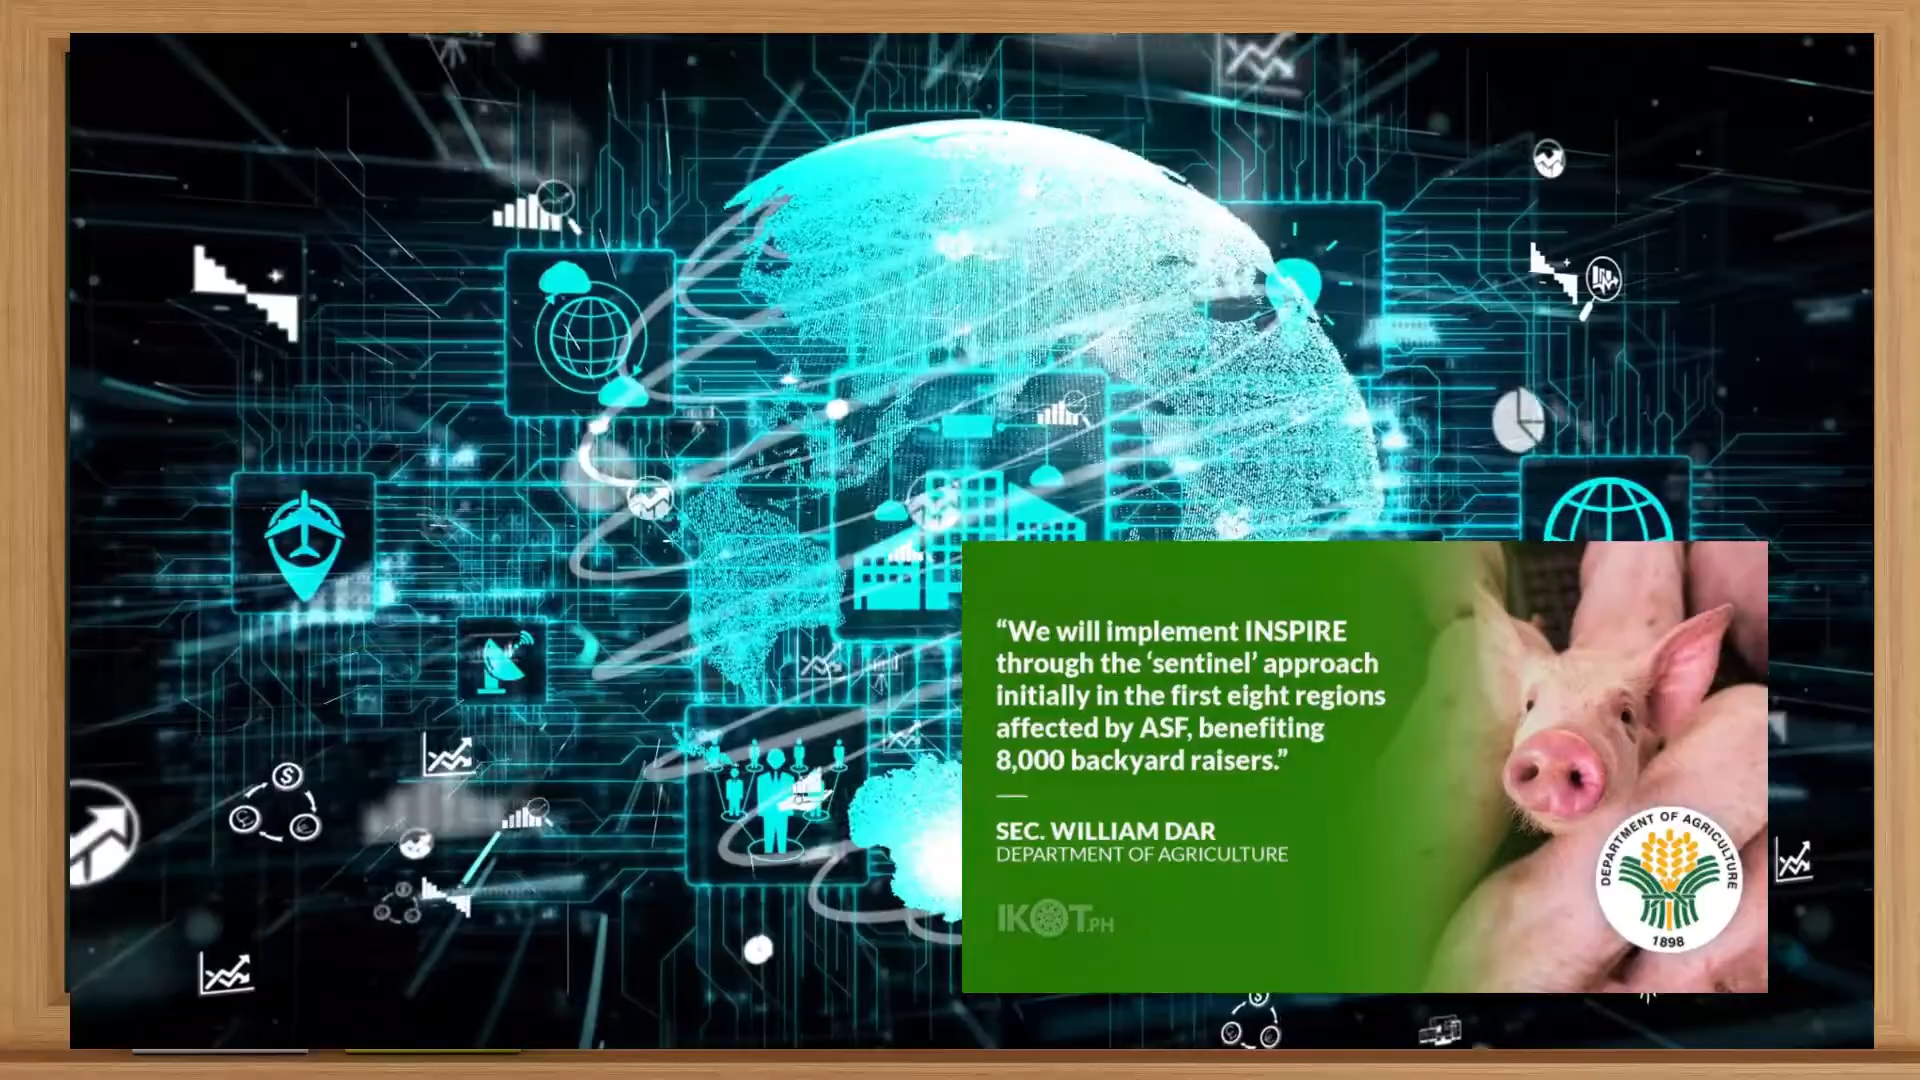 “We will implement INSPIRE
through the ‘sentinel’ approach
initially in the first eight regions
affected by ASF, benefiting
8,000 backyard raisers.”
SEC. WILLIAM DAR
DEPARTMENT OF AGRICULTURE
IKOT.PH
DEPARTMENT OF AGRICULTURE
1898